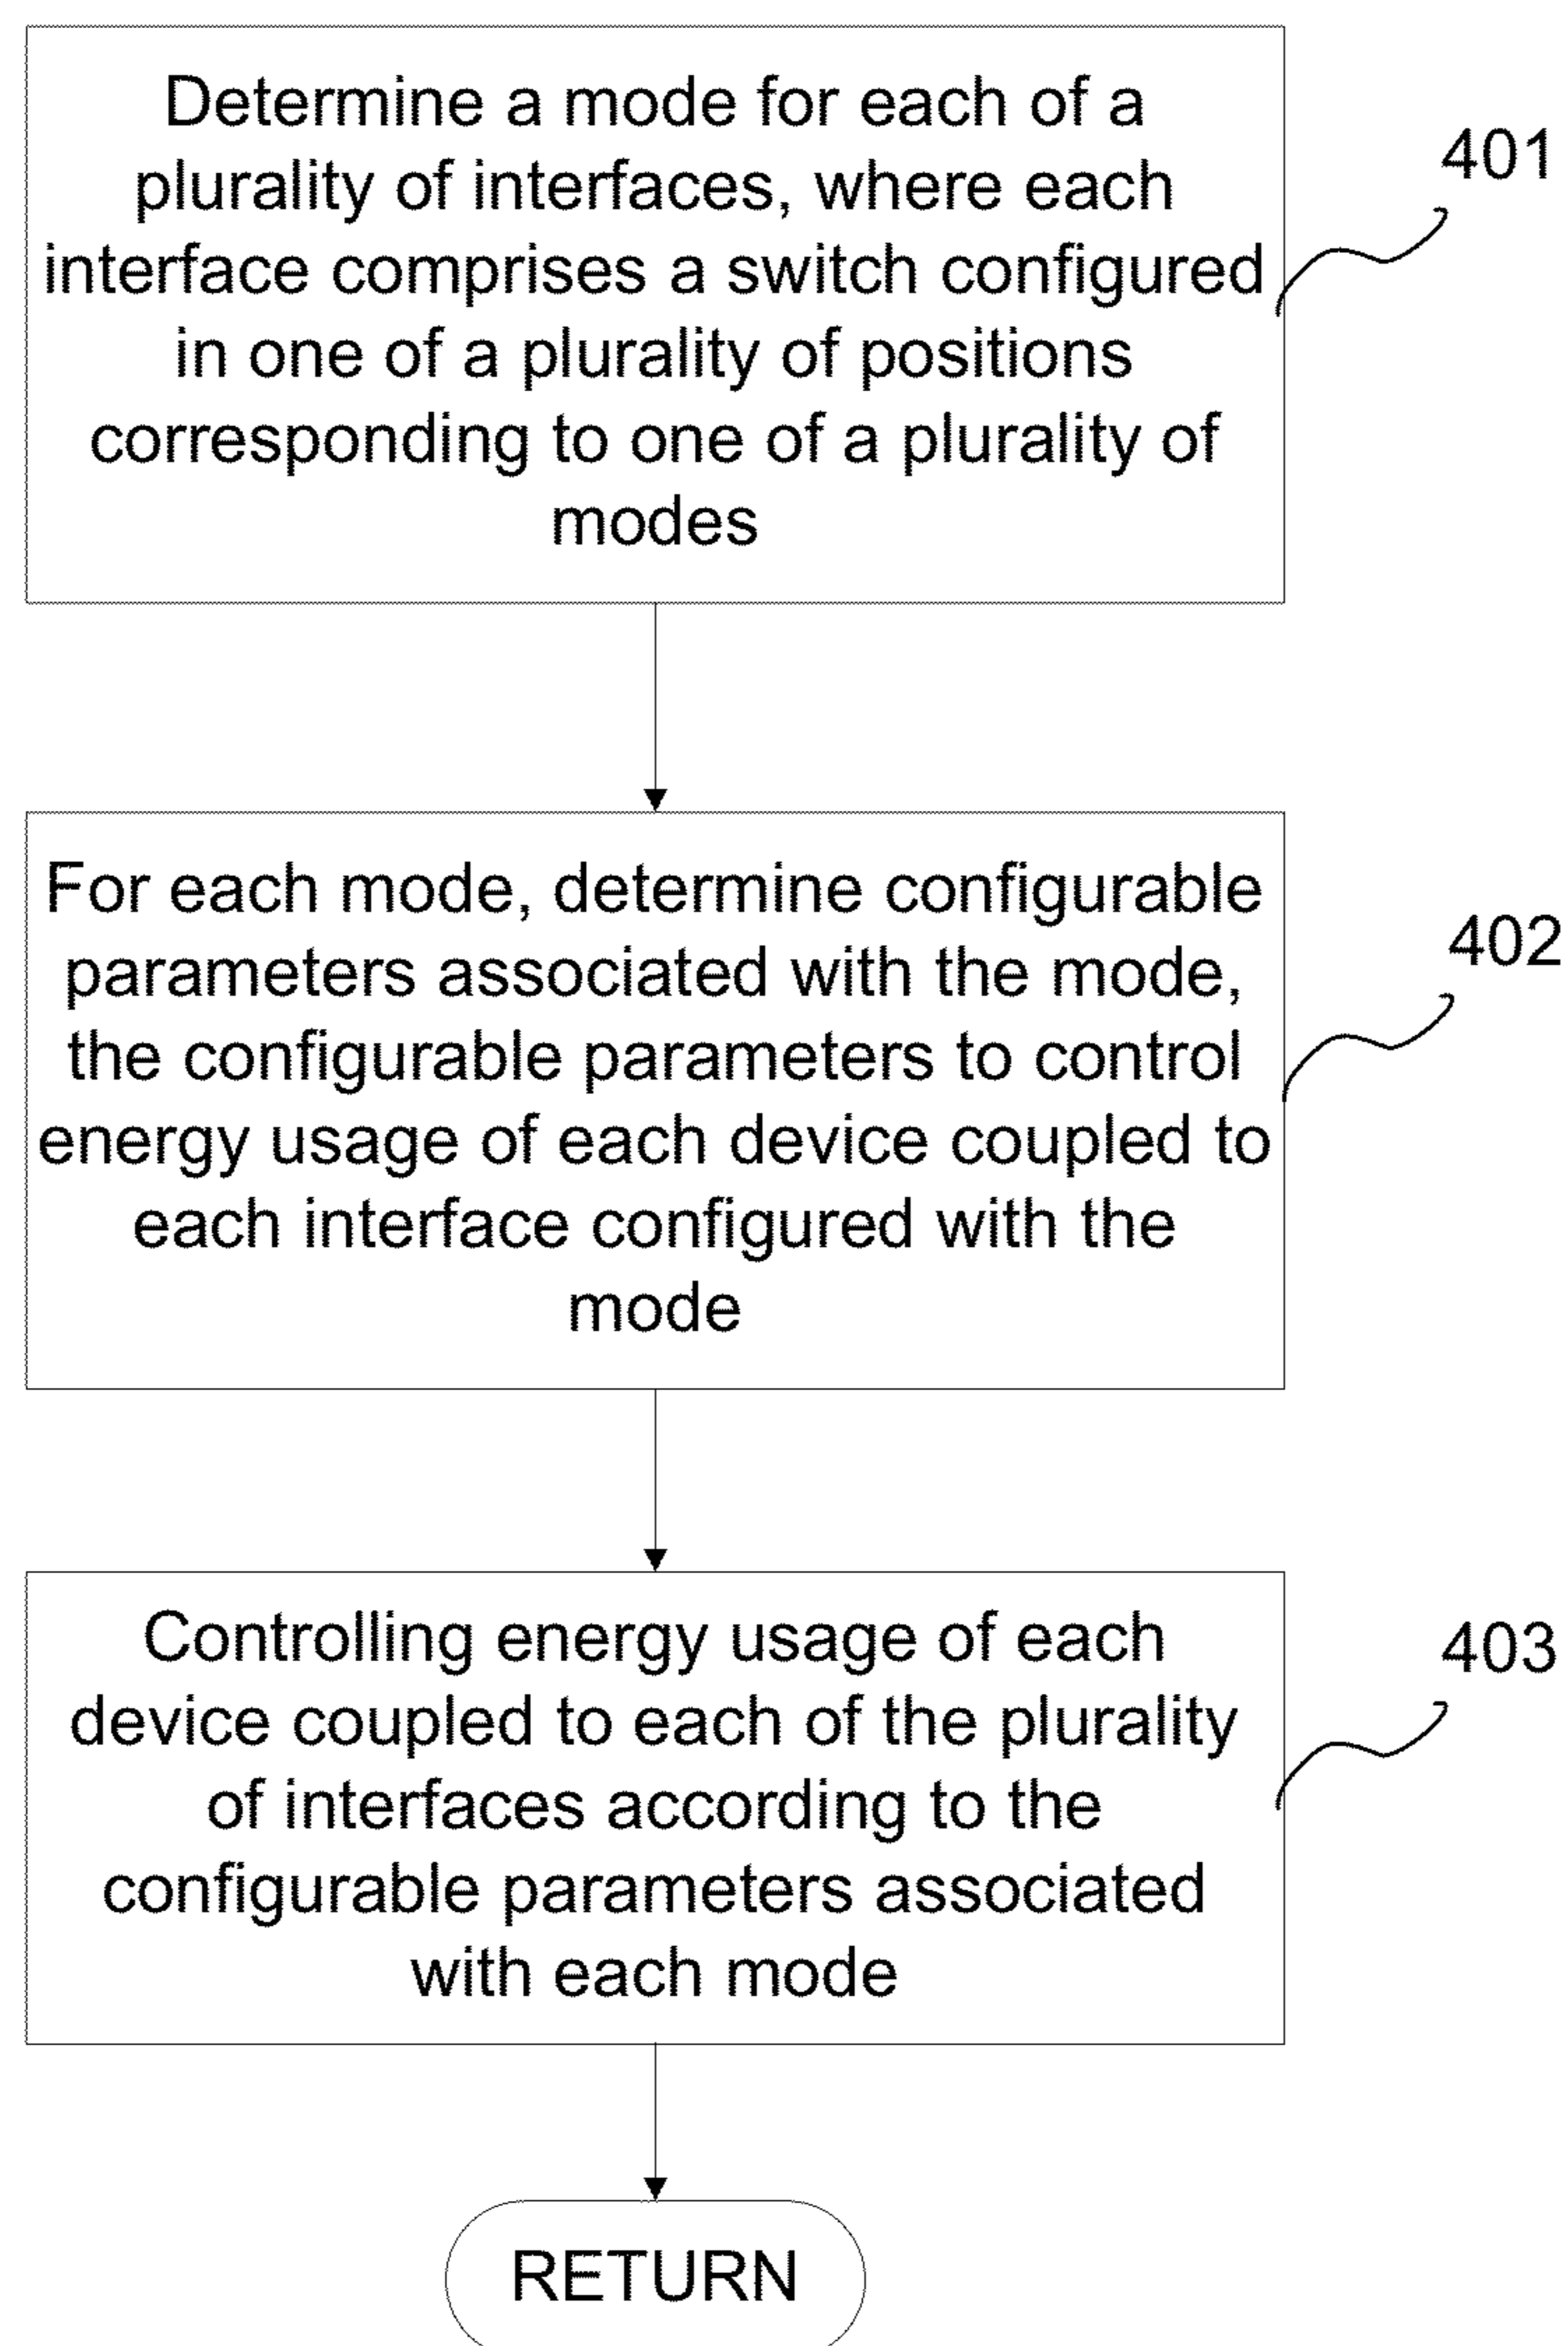 Determine a mode for each of a
plurality of interfaces, where each
interface comprises a switch configured
in one of a plurality of positions
corresponding to one of a plurality of
modes
401
For each mode, determine configurable
parameters associated with the mode,
the configurable parameters to control
energy usage of each device coupled to
each interface configured with the
mode
402
Controlling energy usage of each
device coupled to each of the plurality
of interfaces according to the
configurable parameters associated
with each mode
403
RETURN